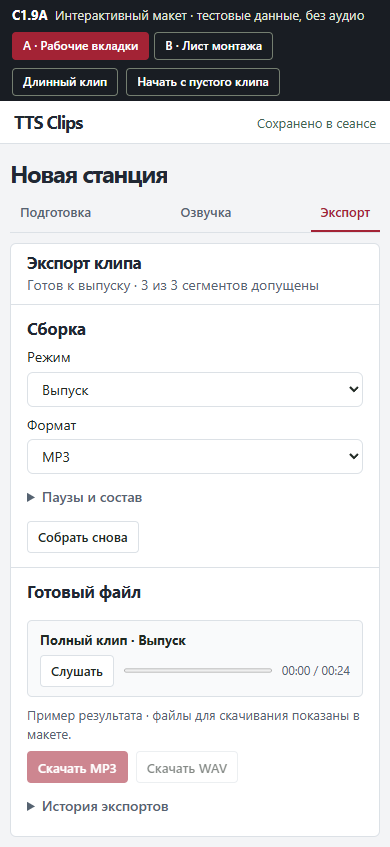 C1.9A Интерактивный макет · тестовые данные, без аудио
A · Рабочие вкладки
B · Лист монтажа
Длинный клип
Начать с пустого клипа
TTS Clips
Сохранено в сеансе
Новая станция
Подготовка
Озвучка
Экспорт
Экспорт клипа
Готов к выпуску · 3 из 3 сегментов допущены
Сборка
Режим
Выпуск
Формат
MP3
Паузы и состав
Собрать снова
Готовый файл
Полный клип · Выпуск
Слушать
00:00 / 00:24
Пример результата · файлы для скачивания показаны в
макете.
Скачать MP3
Скачать WAV
История экспортов